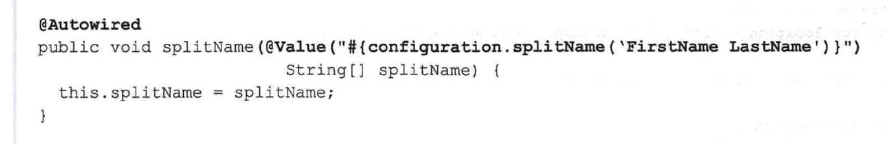 @Autowired
public void splitName(@Value("#{configuration.splitName(‘FirstName LastName’)}")
String[] splitName) {
this.splitName = splitName;
}